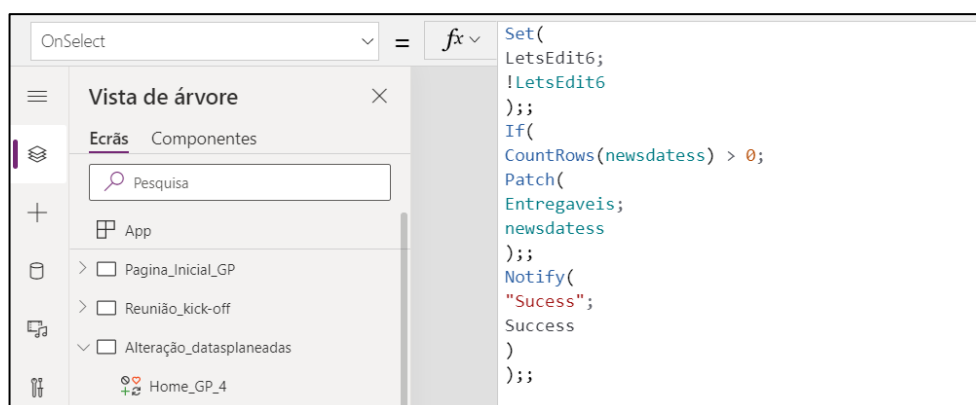 OnSelect = fx
Set(
LetsEdit6;
!LetsEdit6
);;
If(
CountRows(newsdatess) > 0;
Patch(
Entregaveis;
newsdatess
);;
Notify(
"Sucess";
Success
)
);;
Vista de árvore
Ecrãs Componentes
Pesquisa
App
Pagina_Inicial_GP
Reunião_kick-off
Alteração_datasplaneadas
Home_GP_4